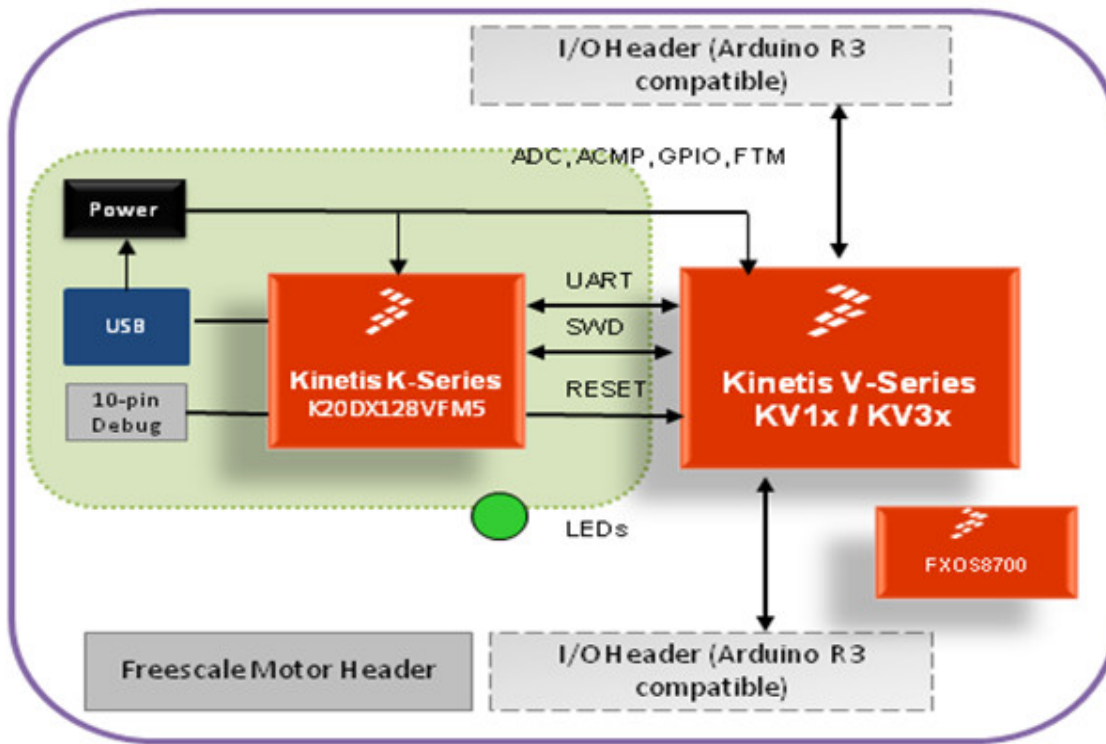 I/O Header (Arduino R3
compatible)
ADC, ACMP, GPIO, FTM
Power
USB
10-pin
Debug
Kinetis K-Series
K20DX128VFM5
UART
SWD
RESET
Kinetis V-Series
KV1x / KV3x
LEDs
FXOS8700
Freescale Motor Header
I/O Header (Arduino R3
compatible)